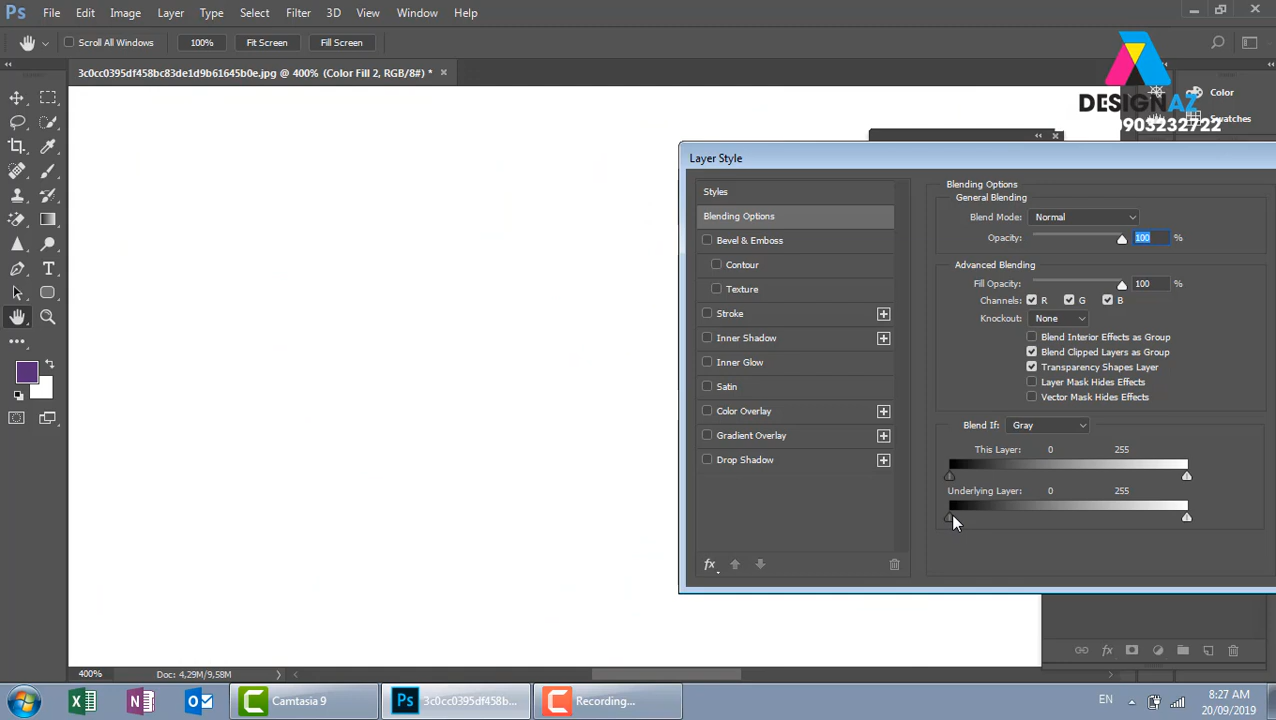 Ps File Edit Image Layer Type Select Filter 3D View Window Help
Scroll All Windows 100% Fit Screen Fill Screen
3c0cc0395df458bc83de1d9b61645b0e.jpg @ 400% (Color Fill 2, RGB/8#) *
Color
DESIGNAZ
Swatches
0903232722
Layer Style
Styles
Blending Options
Bevel & Emboss
Contour
Texture
Stroke
Inner Shadow
Inner Glow
Satin
Color Overlay
Gradient Overlay
Drop Shadow
fx
Blending Options
General Blending
Blend Mode: Normal
Opacity: 100 %
Advanced Blending
Fill Opacity: 100 %
Channels: R G B
Knockout: None
Blend Interior Effects as Group
Blend Clipped Layers as Group
Transparency Shapes Layer
Layer Mask Hides Effects
Vector Mask Hides Effects
Blend If: Gray
This Layer: 0 255
Underlying Layer: 0 255
fx
400% Doc: 4,29M/9,58M
Camtasia 9
Ps 3c0cc0395df458b...
Recording...
EN
8:27 AM
20/09/2019